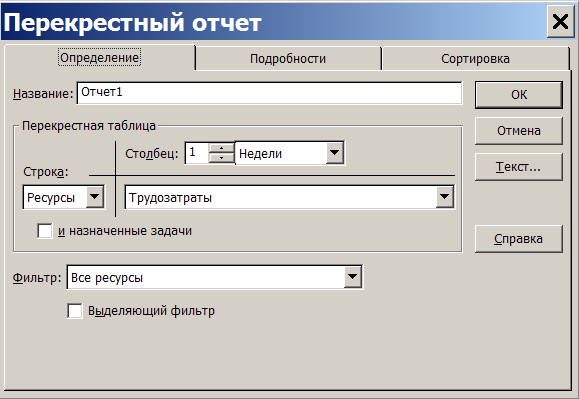 Перекрестный отчет
Определение
Подробности
Сортировка
Название: Отчет1
ОК
Перекрестная таблица
Отмена
Столбец: 1 Недели
Строка:
Текст...
Ресурсы
Трудозатраты
и назначенные задачи
Справка
Фильтр: Все ресурсы
Выделяющий фильтр